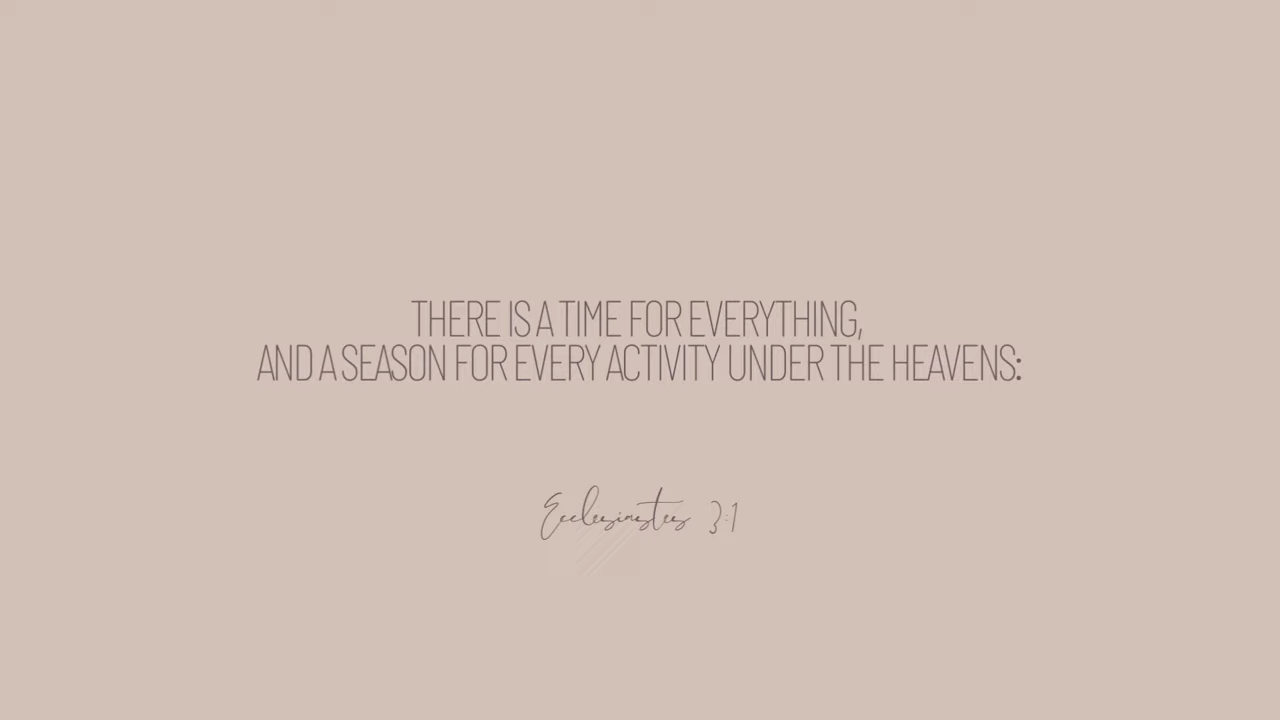 THERE IS A TIME FOR EVERYTHING,
AND A SEASON FOR EVERY ACTIVITY UNDER THE HEAVENS:
Ecclesiastes 3:1